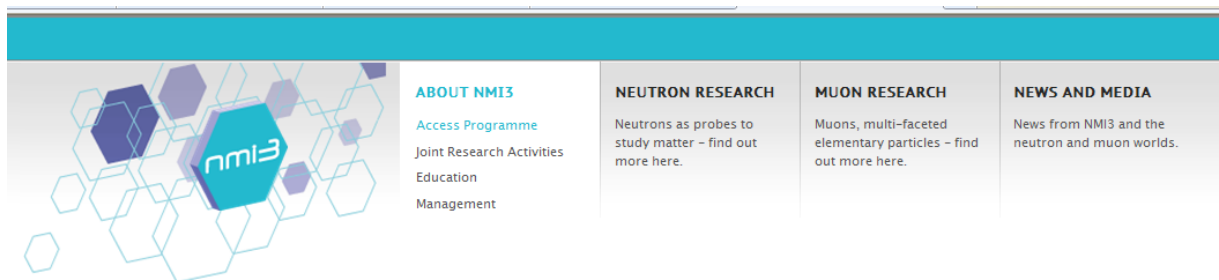 nmi3
ABOUT NMI3
Access Programme
Joint Research Activities
Education
Management
NEUTRON RESEARCH
Neutrons as probes to
study matter – find out
more here.
MUON RESEARCH
Muons, multi-faceted
elementary particles – find
out more here.
NEWS AND MEDIA
News from NMI3 and the
neutron and muon worlds.